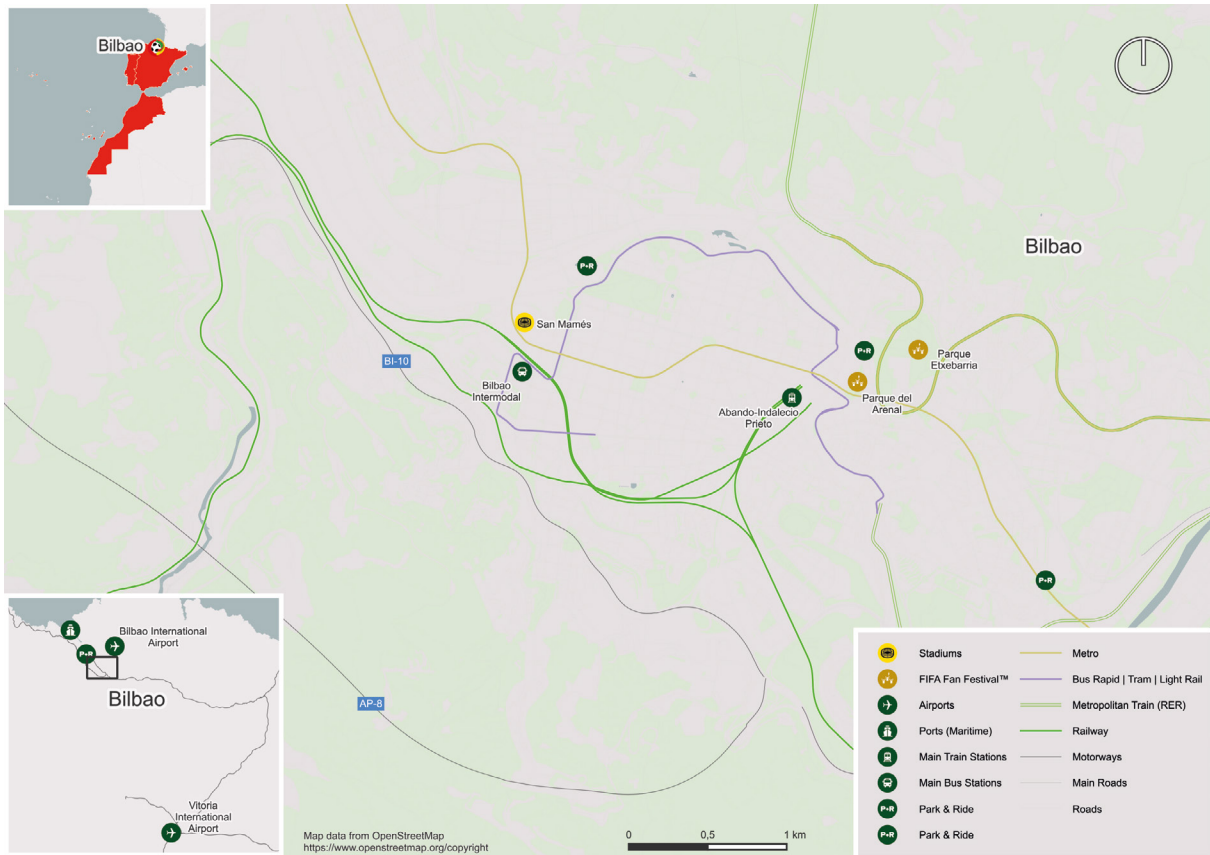 Bilbao
Bilbao
San Mamés
P+R
BI-10
Bilbao
Intermodal
P+R
Parque
Etxebarria
Parque del
Arenal
Abando-Indalecio
Prieto
P+R
AP-8
Bilbao International
Airport
P+R
Bilbao
Vitoria
International
Airport
Map data from OpenStreetMap
https://www.openstreetmap.org/copyright
0 0,5 1 km
Stadiums
FIFA Fan Festival™
Airports
Ports (Maritime)
Main Train Stations
Main Bus Stations
P+R Park & Ride
P+R Park & Ride
Metro
Bus Rapid | Tram | Light Rail
Metropolitan Train (RER)
Railway
Motorways
Main Roads
Roads